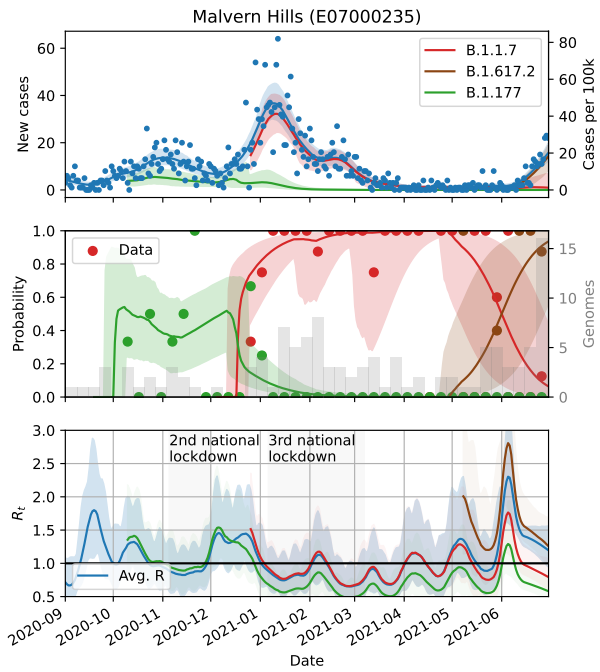 Malvern Hills (E07000235)
New cases
60
40
20
0
B.1.1.7
B.1.617.2
B.1.177
80
60
40
20
0
Cases per 100k
Probability
1.0
0.8
0.6
0.4
0.2
0.0
Data
15
10
5
0
Genomes
R_t
3.0
2.5
2.0
1.5
1.0
0.5
2nd national
lockdown
3rd national
lockdown
Avg. R
2020-09
2020-10
2020-11
2020-12
2021-01
2021-02
2021-03
2021-04
2021-05
2021-06
Date